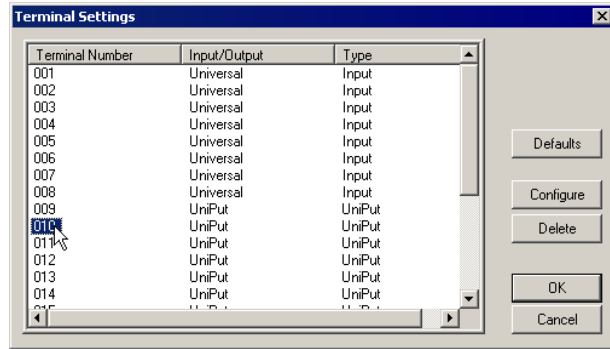 Terminal Settings
Terminal Number Input/Output Type
001 Universal Input
002 Universal Input
003 Universal Input
004 Universal Input
005 Universal Input
006 Universal Input
007 Universal Input
008 Universal Input
009 UniPut UniPut
010 UniPut UniPut
011 UniPut UniPut
012 UniPut UniPut
013 UniPut UniPut
014 UniPut UniPut
Defaults
Configure
Delete
OK
Cancel